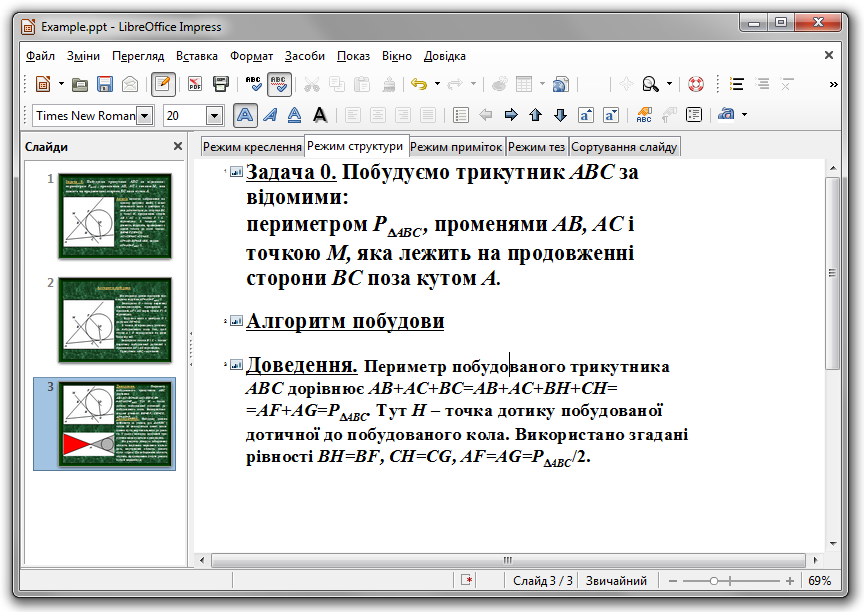 Example.ppt - LibreOffice Impress
Файл Зміни Перегляд Вставка Формат Засоби Показ Вікно Довідка
Times New Roman 20
Слайди
Режим креслення Режим структури Режим приміток Режим тез Сортування слайду
1
2
3
1 Задача 0. Побудуємо трикутник ABC за
відомими:
периметром P∆ABC, променями AB, AC і
точкою M, яка лежить на продовженні
сторони BC поза кутом A.
2 Алгоритм побудови
3 Доведення. Периметр побудованого трикутника
ABC дорівнює AB+AC+BC=AB+AC+BH+CH=
=AF+AG=P∆ABC. Тут H – точка дотику побудованої
дотичної до побудованого кола. Використано згадані
рівності BH=BF, CH=CG, AF=AG=P∆ABC/2.
Слайд 3 / 3 Звичайний 69%